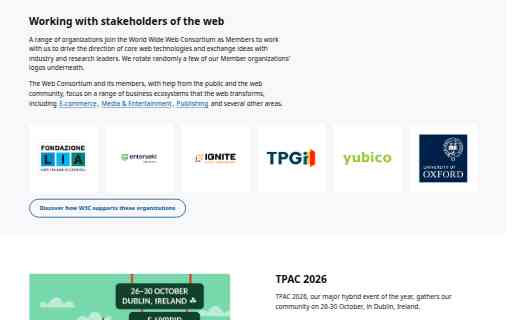 Working with stakeholders of the web
A range of organizations join the World Wide Web Consortium as Members to work
with us to drive the direction of core web technologies and exchange ideas with
industry and research leaders. We rotate randomly a few of our Member organizations'
logos underneath.
The Web Consortium and its members, with help from the public and the web
community, focus on a range of business ecosystems that the web transforms,
including E-commerce, Media & Entertainment, Publishing and several other areas.
FONDAZIONE
LIA
entersekt
IGNITE
TPGi
yubico
UNIVERSITY OF
OXFORD
Discover how W3C supports these organizations
26–30 OCTOBER
DUBLIN, IRELAND
TPAC 2026
TPAC 2026, our major hybrid event of the year, gathers our
community on 26-30 October, in Dublin, Ireland.